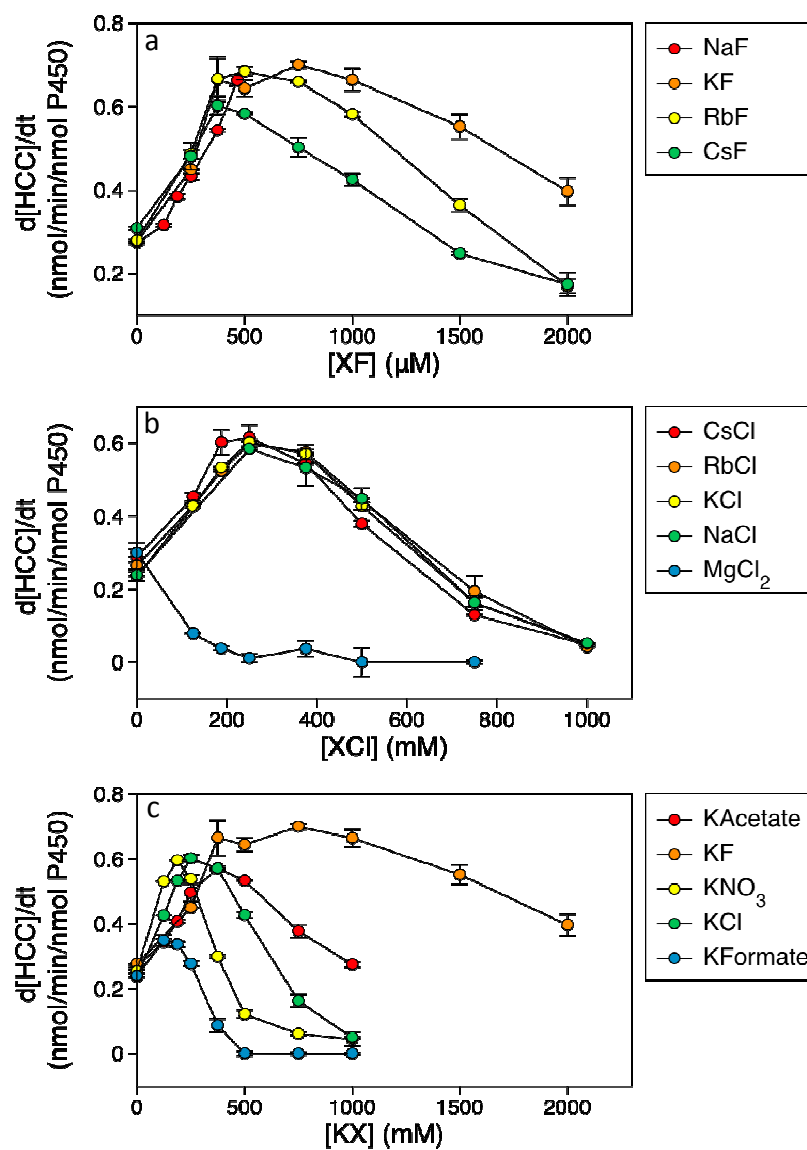 a
0.8
0.6
0.4
0.2
d[HCC]/dt
(nmol/min/nmol P450)
0
500
1000
1500
2000
[XF] (µM)
NaF
KF
RbF
CsF
b
0.6
0.4
0.2
0
d[HCC]/dt
(nmol/min/nmol P450)
0
200
400
600
800
1000
[XCl] (mM)
CsCl
RbCl
KCl
NaCl
MgCl₂
c
0.8
0.6
0.4
0.2
0
d[HCC]/dt
(nmol/min/nmol P450)
0
500
1000
1500
2000
[KX] (mM)
KAcetate
KF
KNO₃
KCl
KFormate